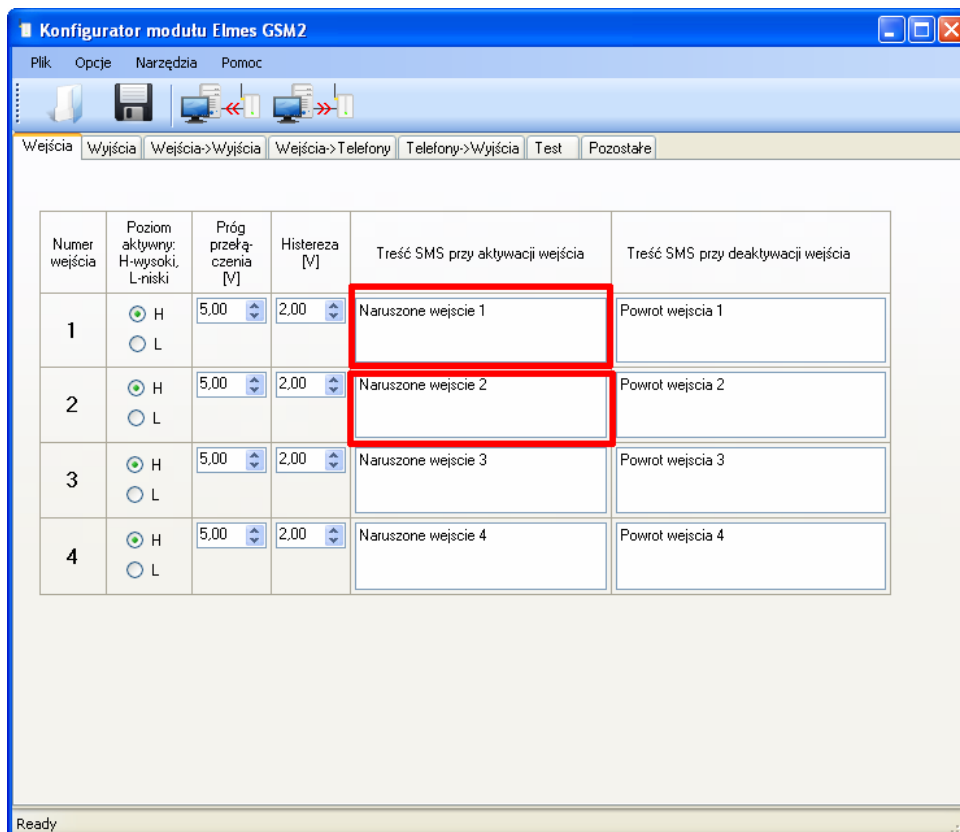 Konfigurator modułu Elmes GSM2
Plik Opcje Narzędzia Pomoc
Wejścia Wyjścia Wejścia->Wyjścia Wejścia->Telefony Telefony->Wyjścia Test Pozostałe
Numer wejścia
Poziom aktywny: H-wysoki, L-niski
Próg przełą-czenia [V]
Histereza [V]
Treść SMS przy aktywacji wejścia
Treść SMS przy deaktywacji wejścia
1 H L 5,00 2,00 Naruszone wejscie 1 Powrot wejscia 1
2 H L 5,00 2,00 Naruszone wejscie 2 Powrot wejscia 2
3 H L 5,00 2,00 Naruszone wejscie 3 Powrot wejscia 3
4 H L 5,00 2,00 Naruszone wejscie 4 Powrot wejscia 4
Ready